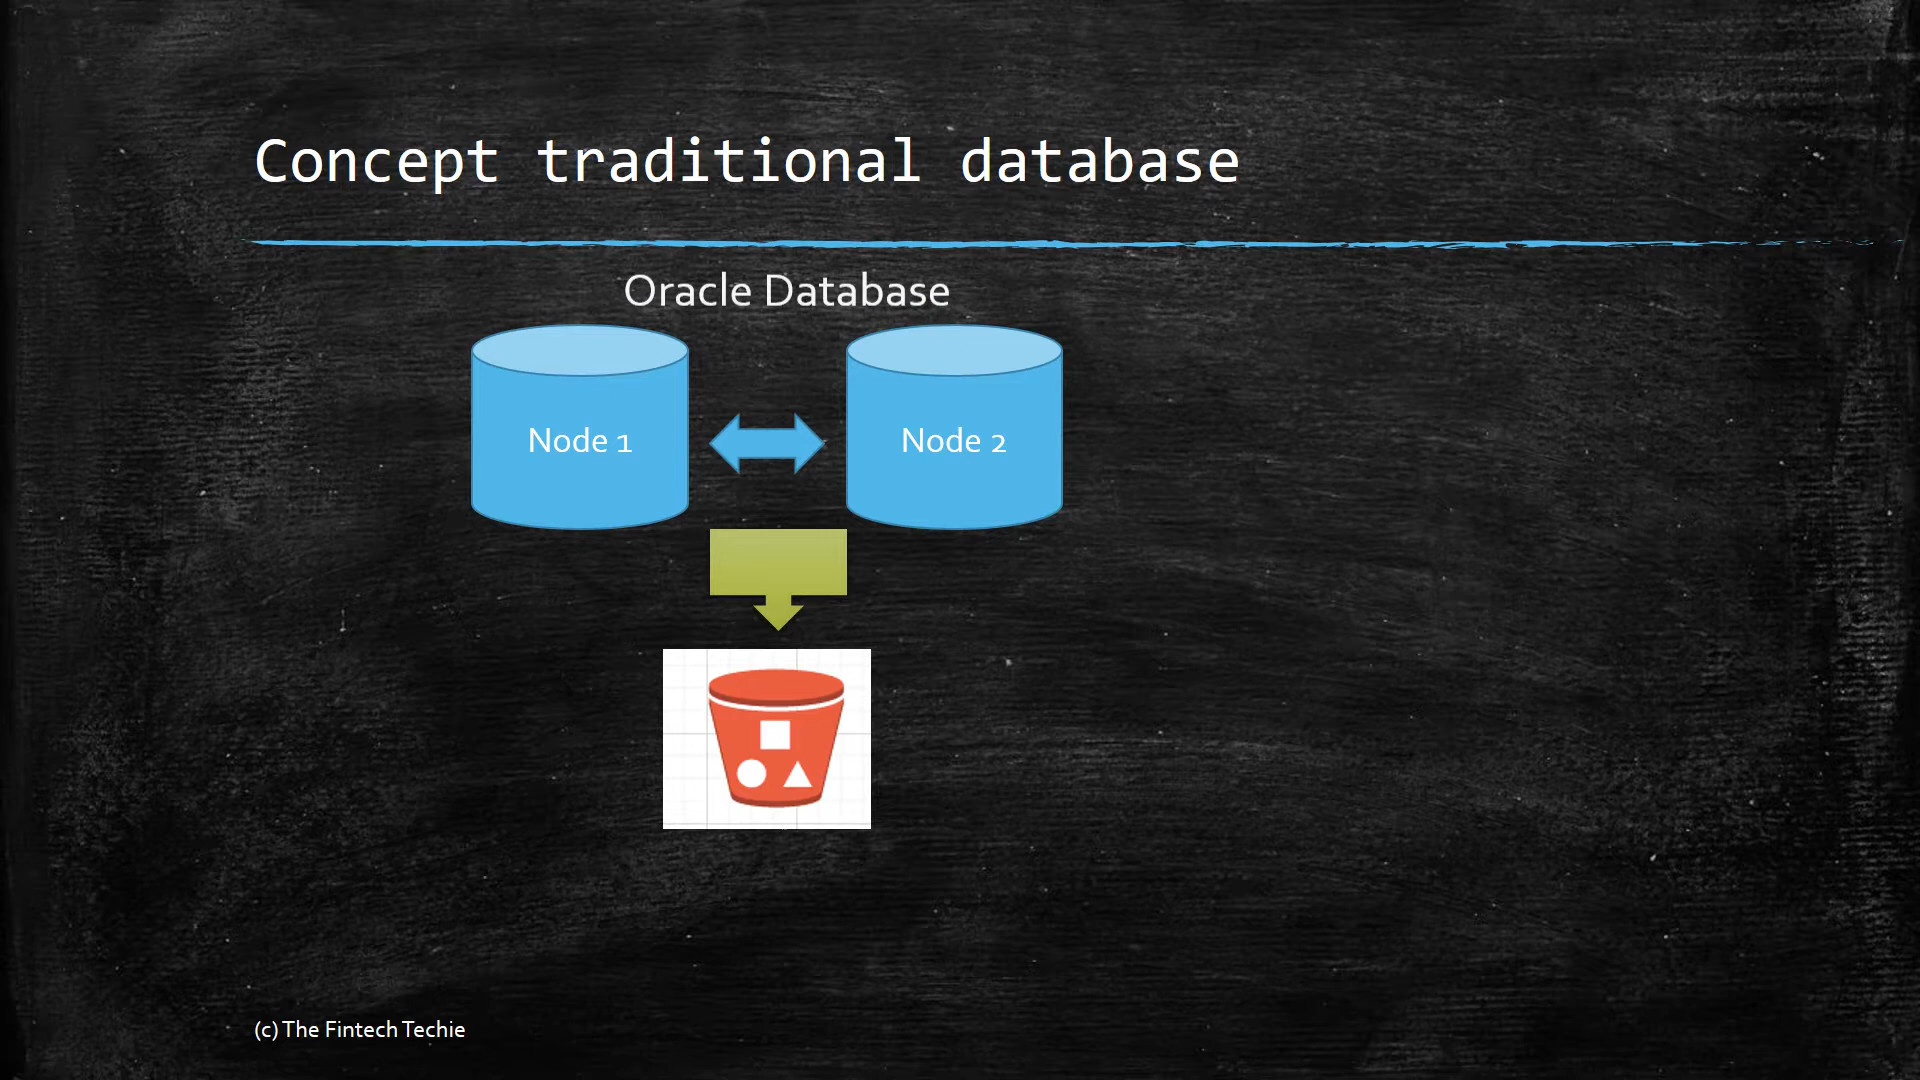 Concept traditional database
Oracle Database
Node 1
Node 2
(c) The Fintech Techie